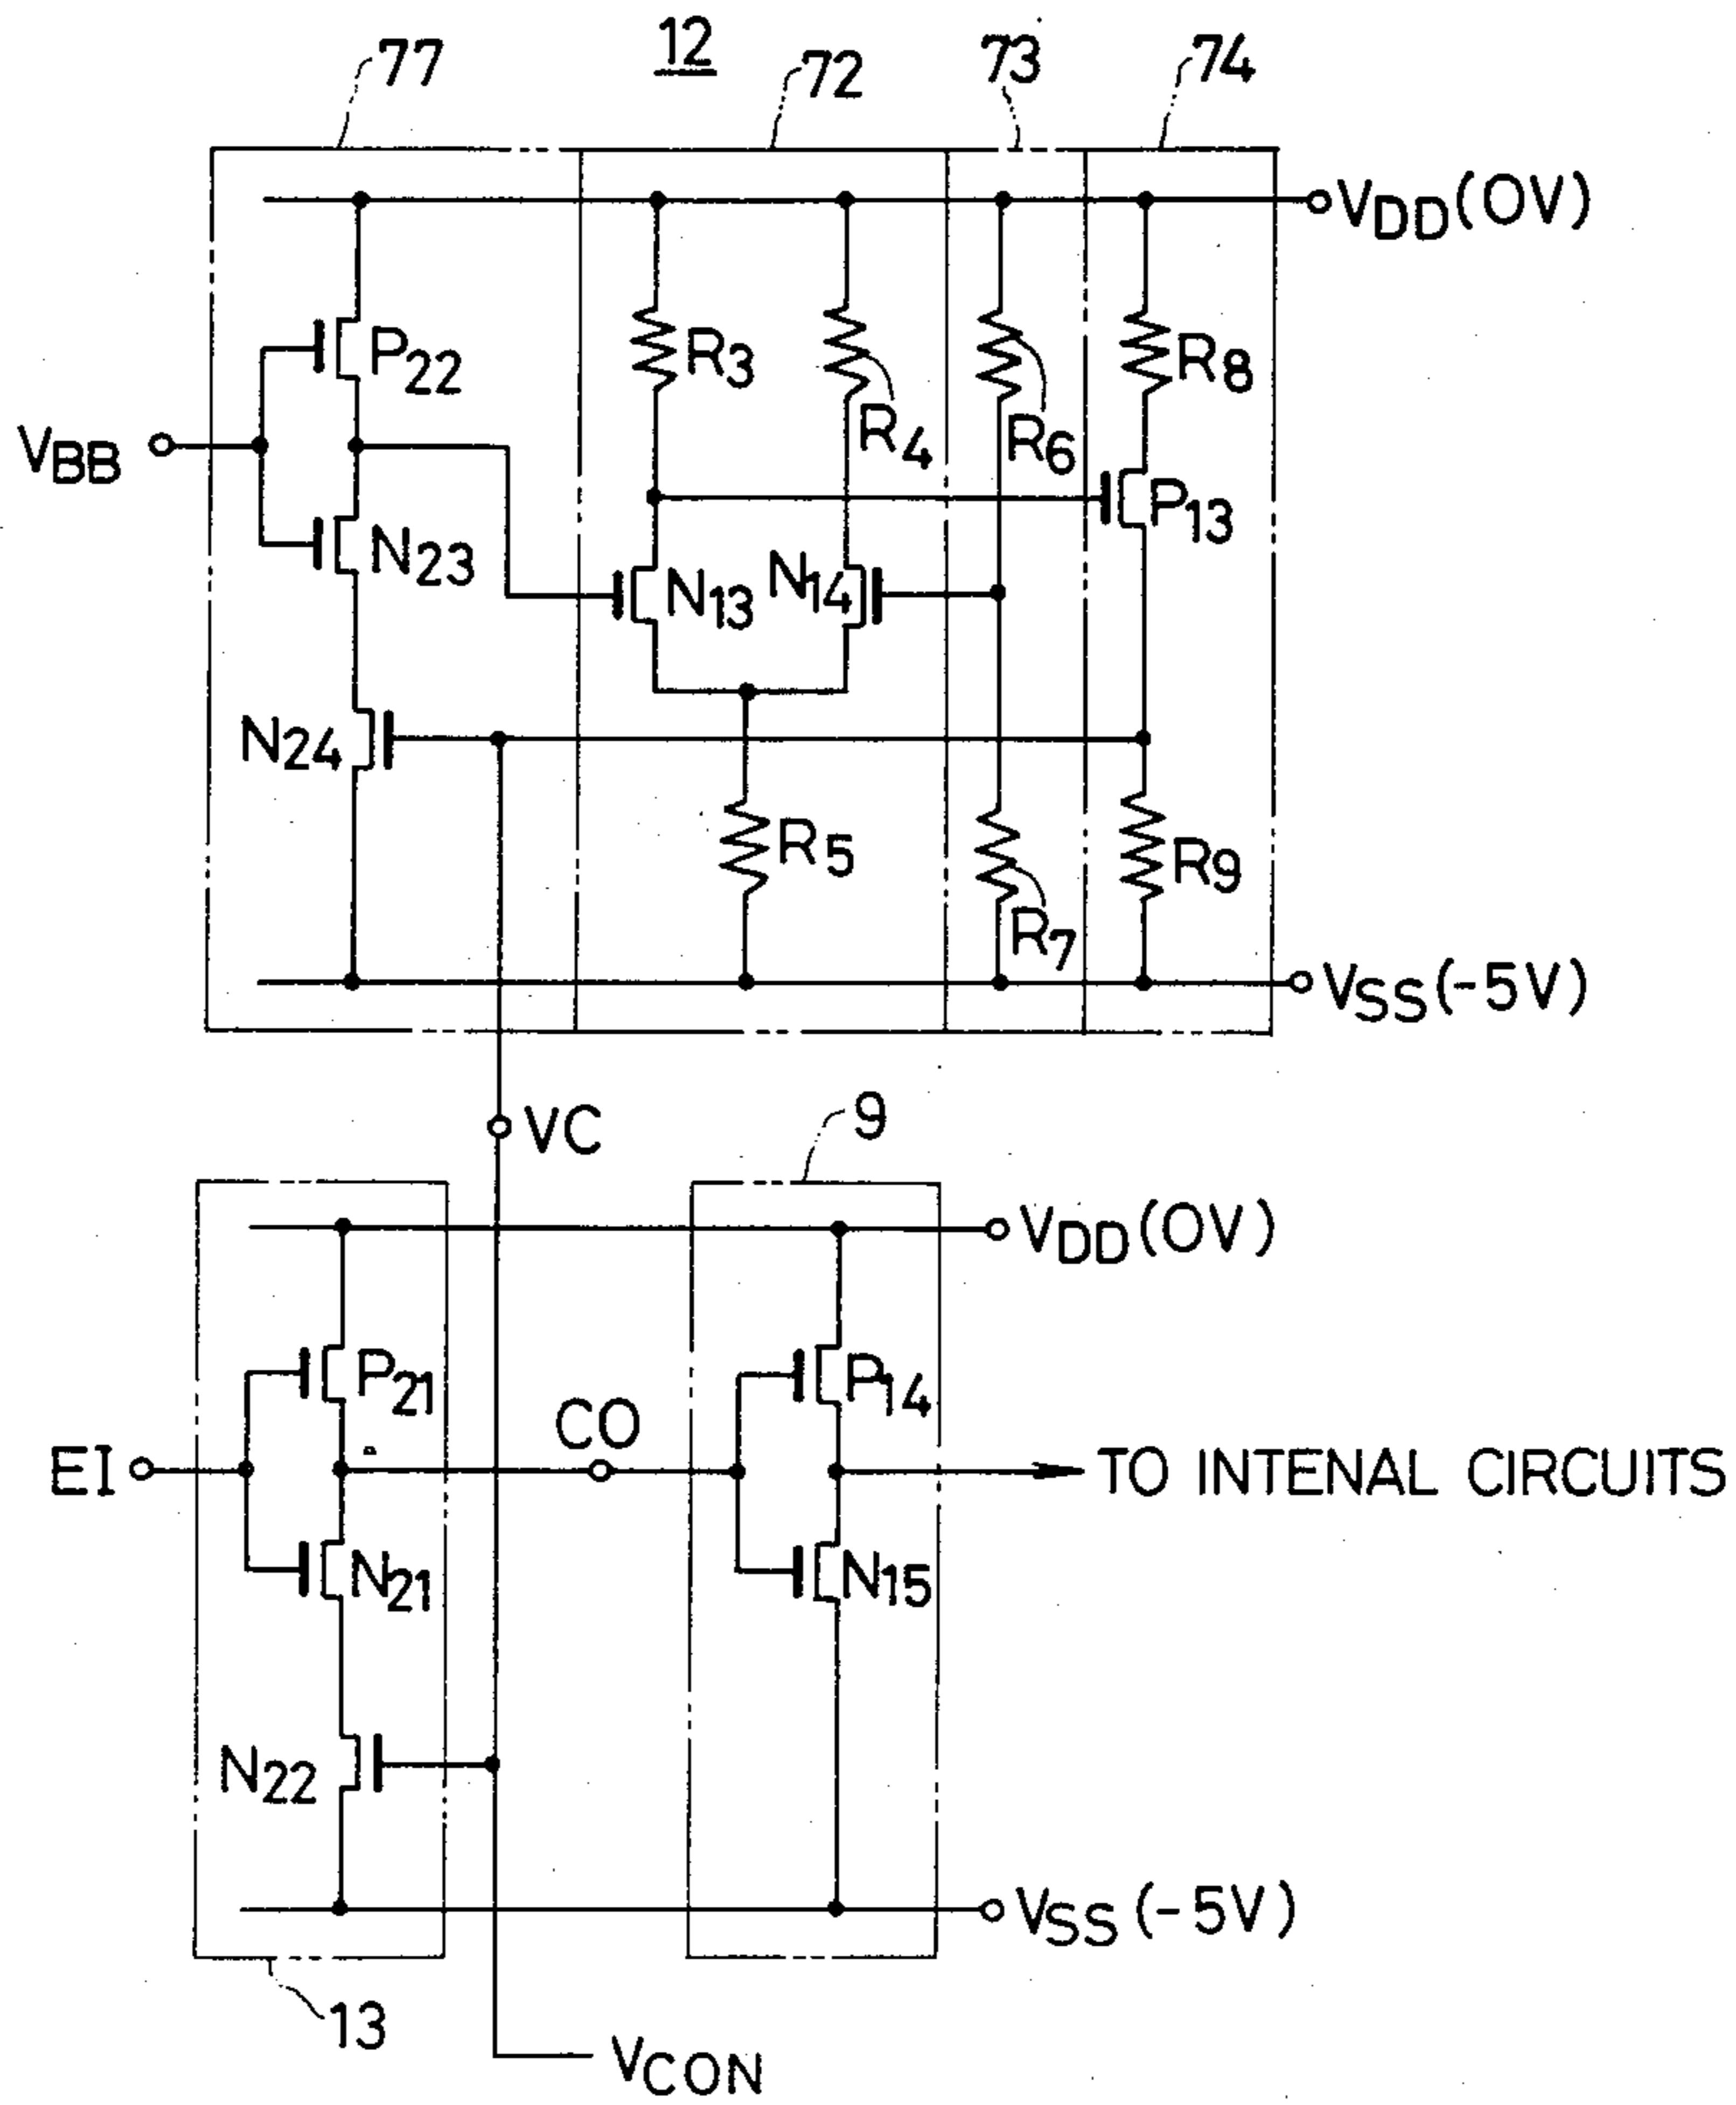 12
77
72
73
74
VDD(0V)
P22
R3
R4
R6
R8
VBB
P13
N23
N13
N14
N24
R5
R7
R9
VSS(-5V)
VC
9
VDD(0V)
P21
P14
CO
EI
TO INTENAL CIRCUITS
N21
N15
N22
VSS(-5V)
13
VCON